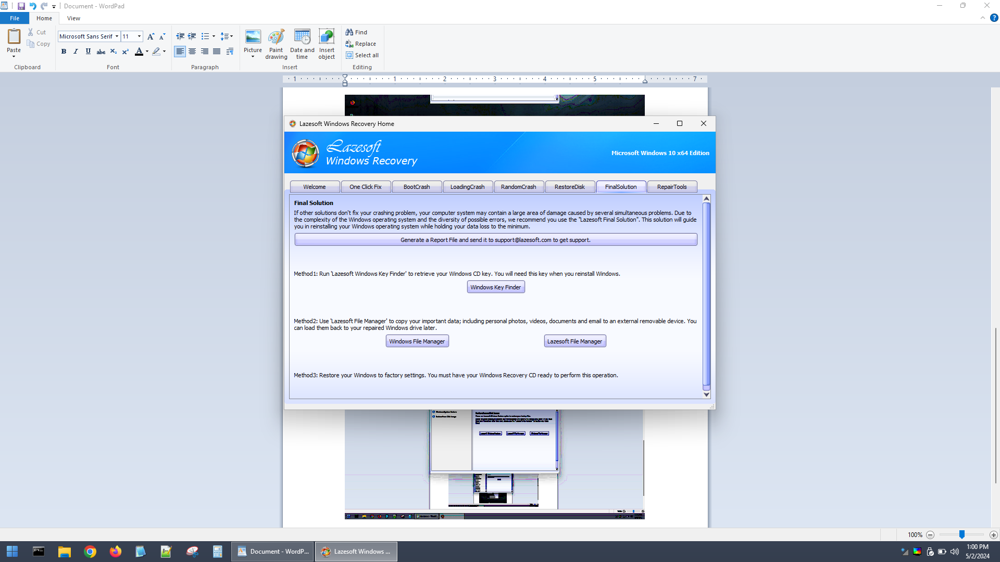 Document - WordPad
File
Home
View
Paste
Cut
Copy
Clipboard
Microsoft Sans Serif
11
Font
Paragraph
Picture
Paint drawing
Date and time
Insert object
Insert
Find
Replace
Select all
Editing
1 1 2 3 4 5 7
Lazesoft Windows Recovery Home
Lazesoft
Windows Recovery
Microsoft Windows 10 x64 Edition
Welcome
One Click Fix
BootCrash
LoadingCrash
RandomCrash
RestoreDisk
FinalSolution
RepairTools
Final Solution
If other solutions don't fix your crashing problem, your computer system may contain a large area of damage caused by several simultaneous problems. Due to
the complexity of the Windows operating system and the diversity of possible errors, we recommend you use the "Lazesoft Final Solution". This solution will guide
you in reinstalling your Windows operating system while holding your data loss to the minimum.
Generate a Report File and send it to support@lazesoft.com to get support.
Method1: Run 'Lazesoft Windows Key Finder' to retrieve your Windows CD key. You will need this key when you reinstall Windows.
Windows Key Finder
Method2: Use 'Lazesoft File Manager' to copy your important data; including personal photos, videos, documents and email to an external removable device. You
can load them back to your repaired Windows drive later.
Windows File Manager
Lazesoft File Manager
Method3: Restore your Windows to factory settings. You must have your Windows Recovery CD ready to perform this operation.
100%
Document - WordP...
Lazesoft Windows ...
1:00 PM
5/2/2024